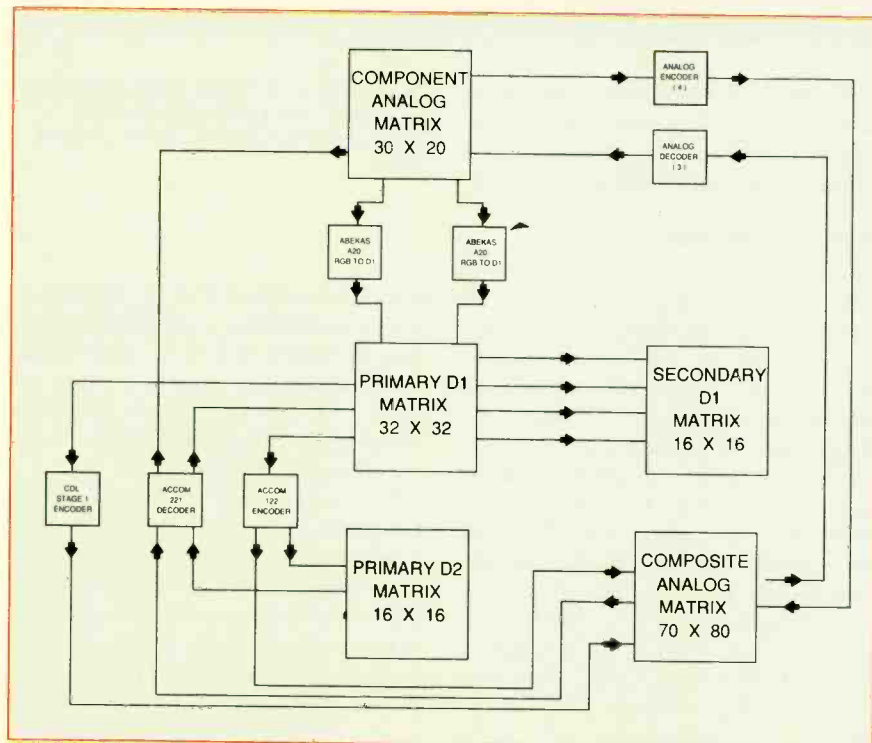 COMPONENT
ANALOG
MATRIX
30 X 20
ANALOG
ENCODER
(4)
ANALOG
DECODER
(3)
ABEKAS
A20
RGB TO D1
ABEKAS
A20
RGB TO D1
PRIMARY D1
MATRIX
32 X 32
SECONDARY
D1
MATRIX
16 X 16
CDL
STAGE 1
ENCODER
ACCOM
221
DECODER
ACCOM
122
ENCODER
PRIMARY D2
MATRIX
16 X 16
COMPOSITE
ANALOG
MATRIX
70 X 80